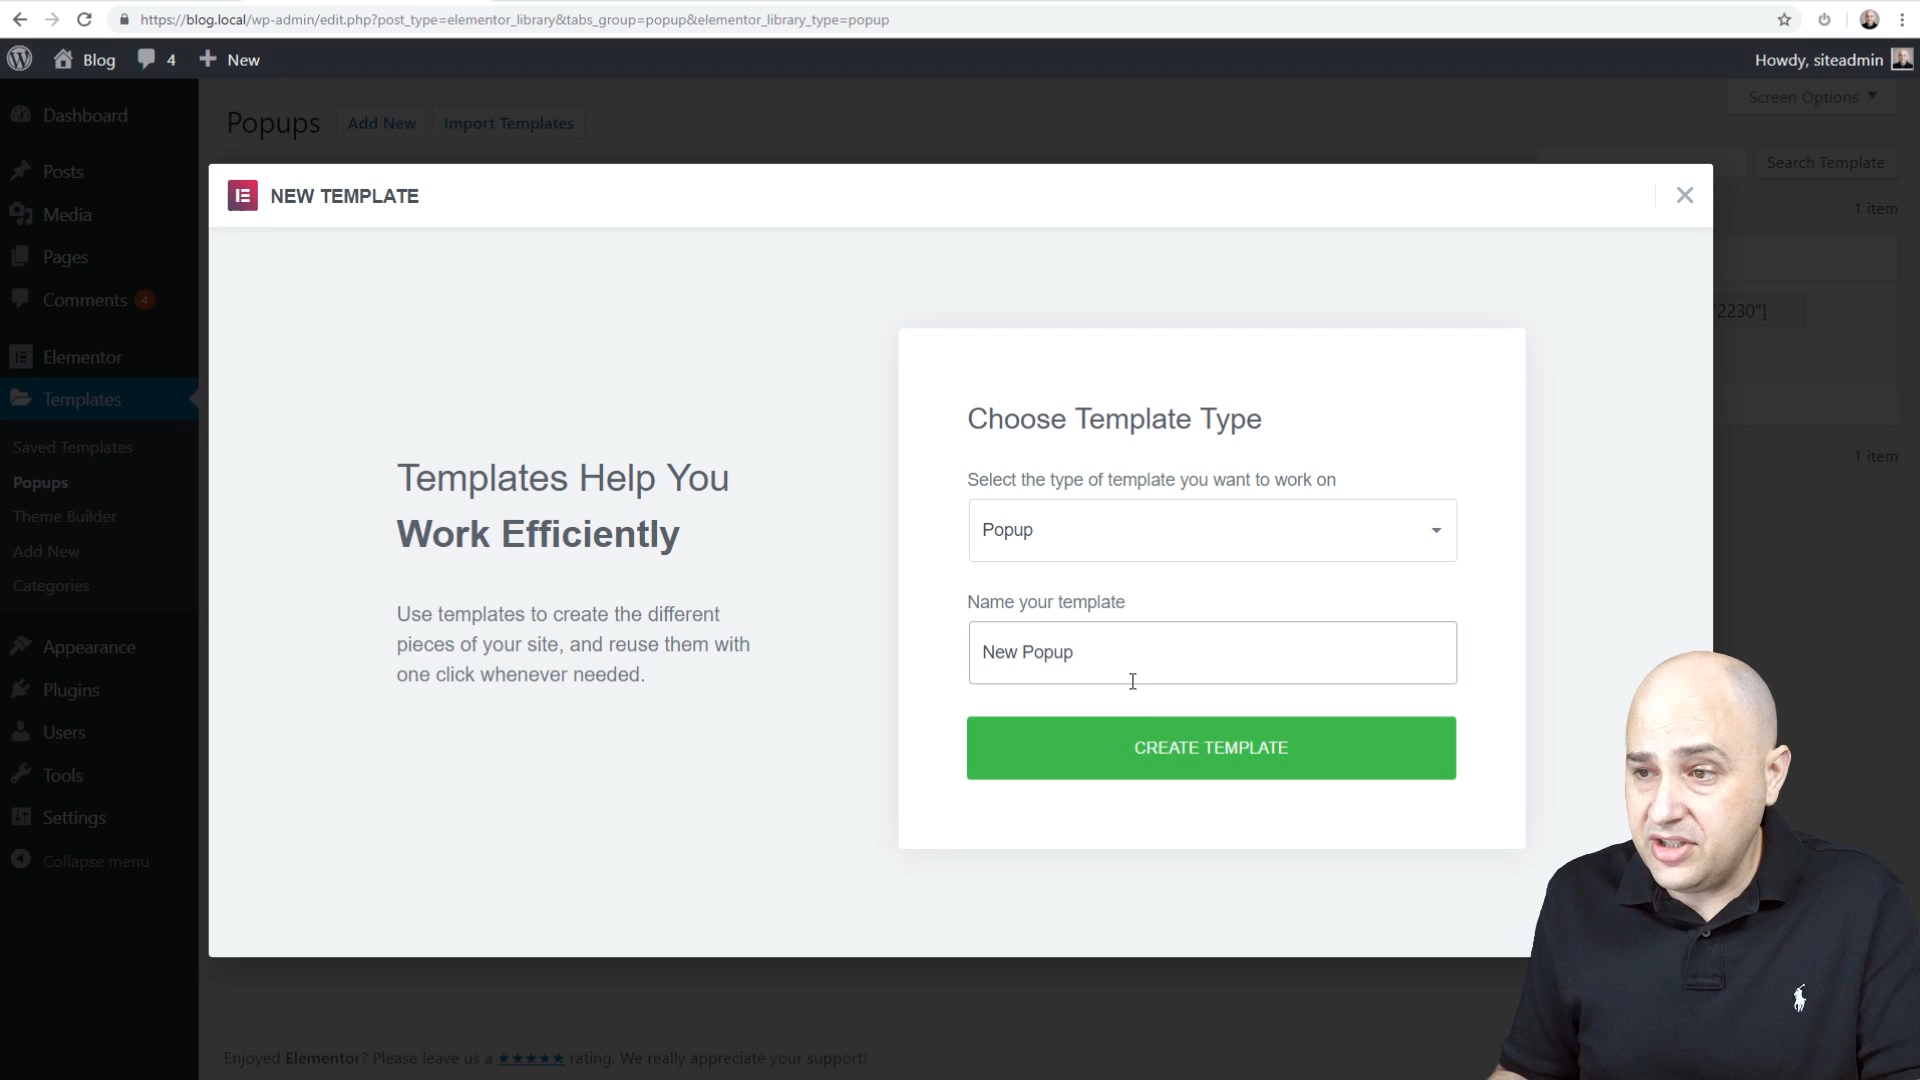 https://blog.local/wp-admin/edit.php?post_type=elementor_library&tabs_group=popup&elementor_library_type=popup
Blog 4 New
Howdy, siteadmin
Dashboard
Posts
Media
Pages
Comments 4
Elementor
Templates
Saved Templates
Popups
Theme Builder
Add New
Categories
Appearance
Plugins
Users
Tools
Settings
Collapse menu
Popups Add New Import Templates
Screen Options
Search Template
1 item
2230"]
1 item
NEW TEMPLATE
Templates Help You
Work Efficiently
Use templates to create the different
pieces of your site, and reuse them with
one click whenever needed.
Choose Template Type
Select the type of template you want to work on
Popup
Name your template
New Popup
CREATE TEMPLATE
Enjoyed Elementor? Please leave us a ★★★★★ rating. We really appreciate your support!